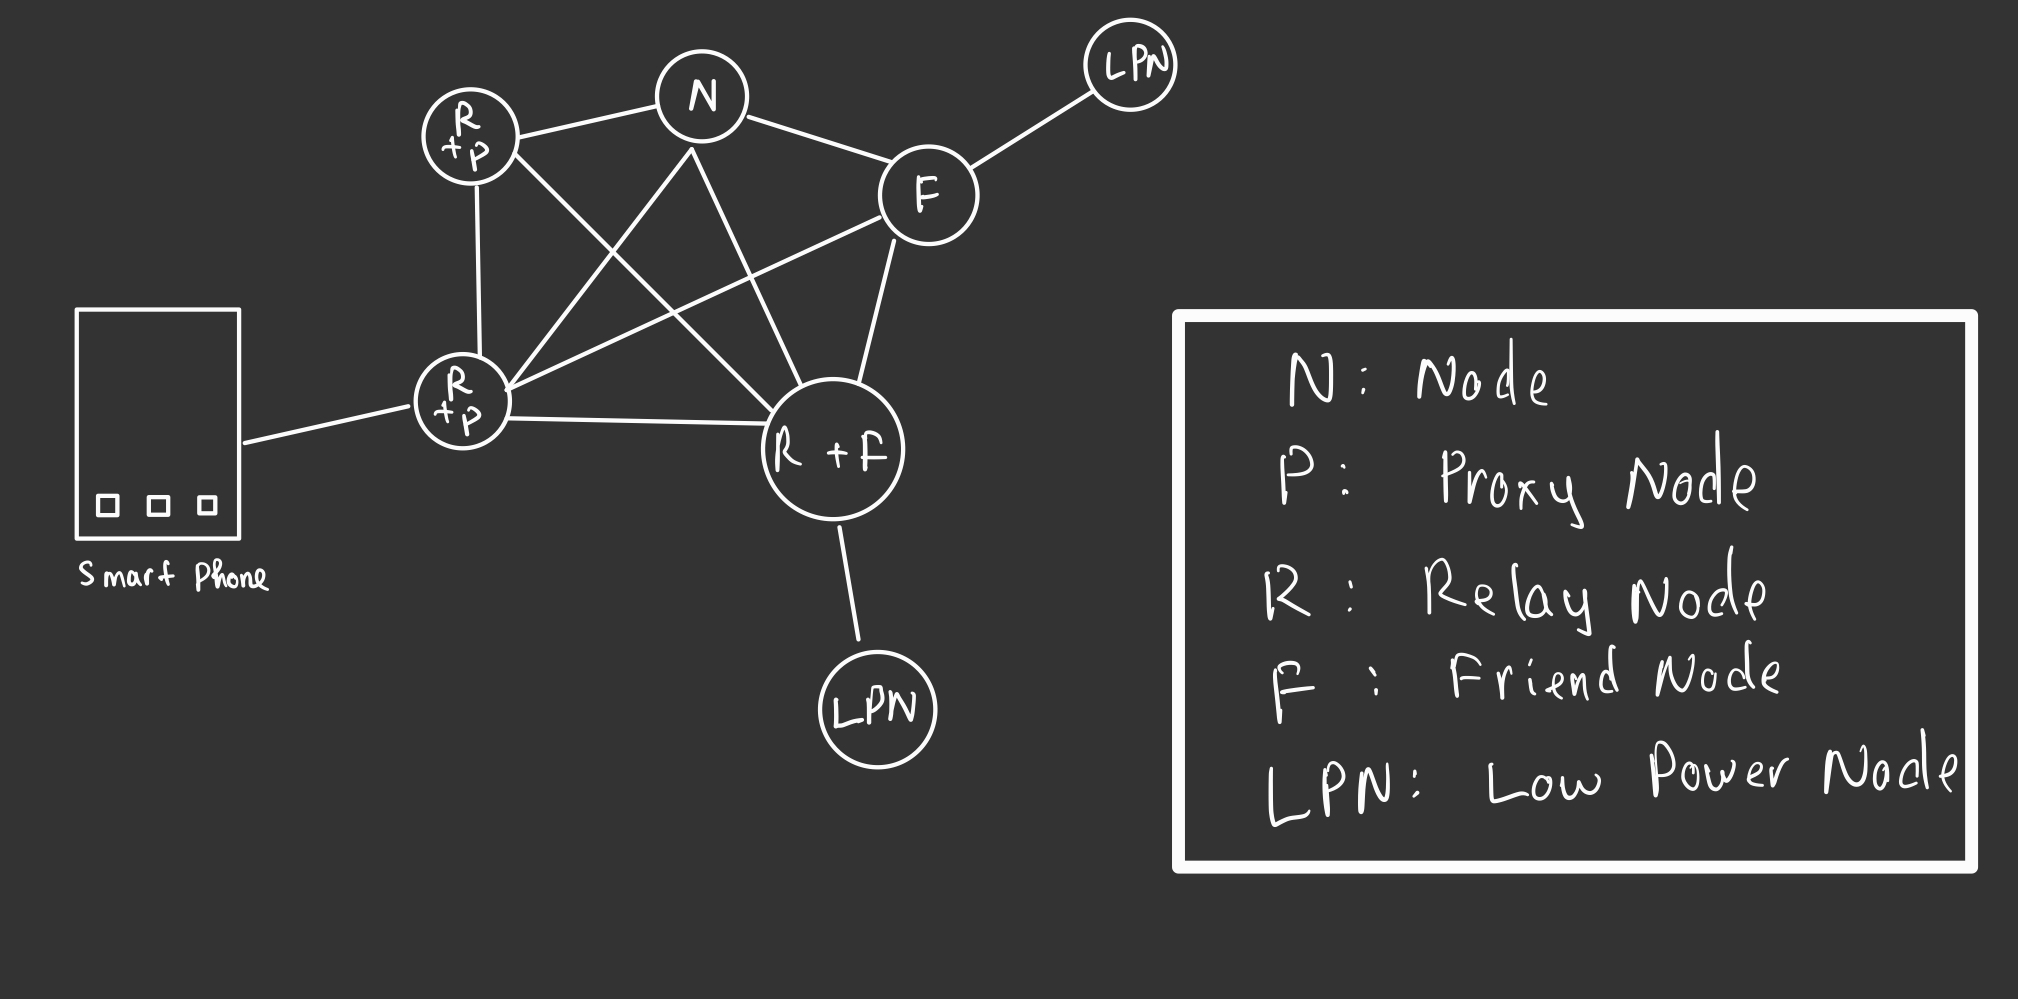 LPN
N
R
+P
F
R
+P
R + F
Smart Phone
LPN
N: Node
P: Proxy Node
R: Relay Node
F: Friend Node
LPN: Low Power Node